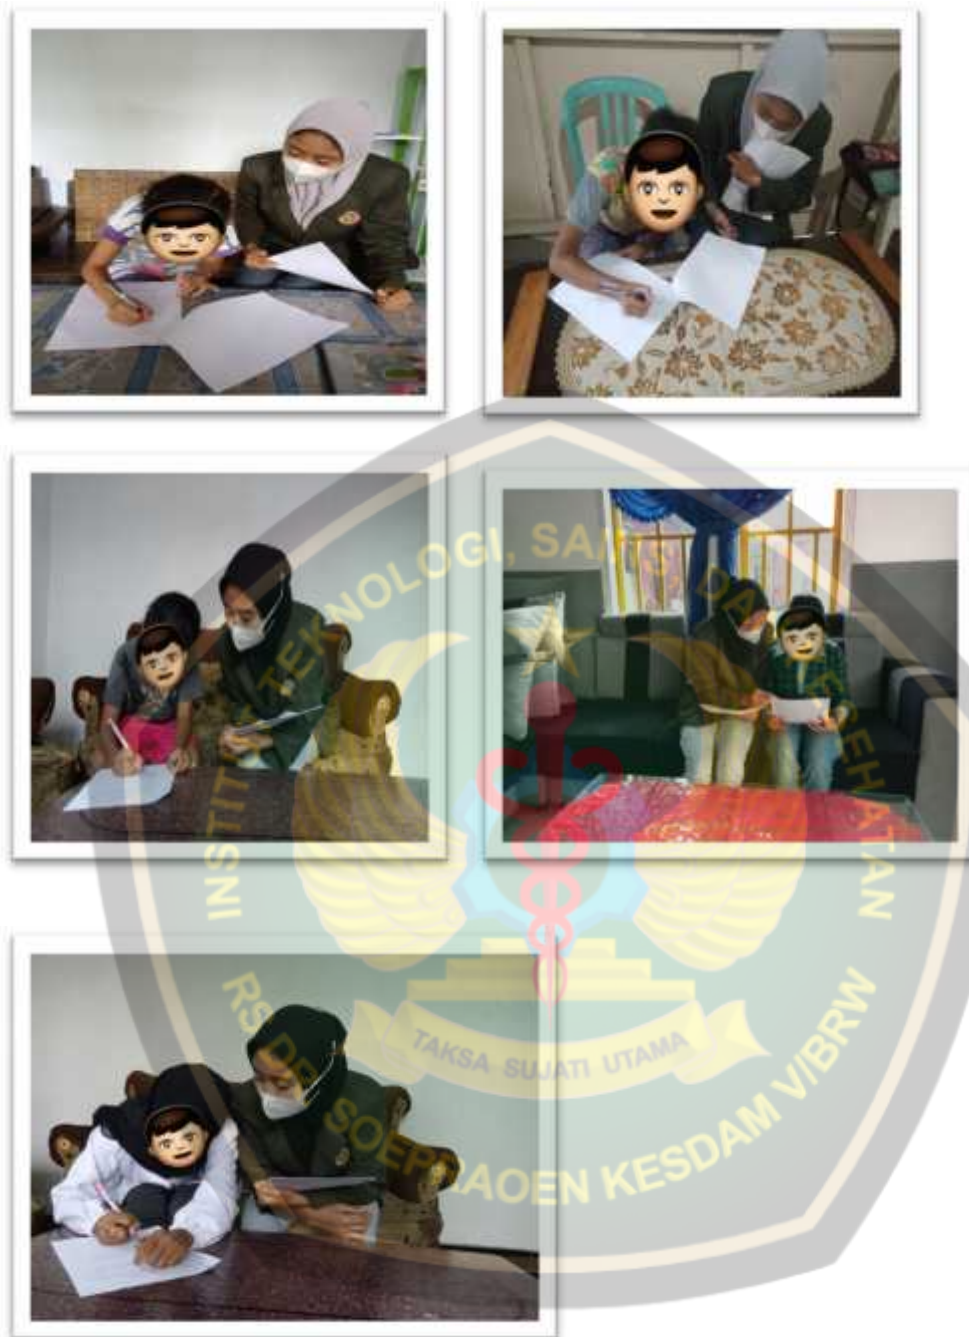 INSTITUT TEKNOLOGI, SAINS, DAN KESEHATAN
TAKSA SUJATI UTAMA
RS DR. SOEPRAOEN KESDAM V/BRW